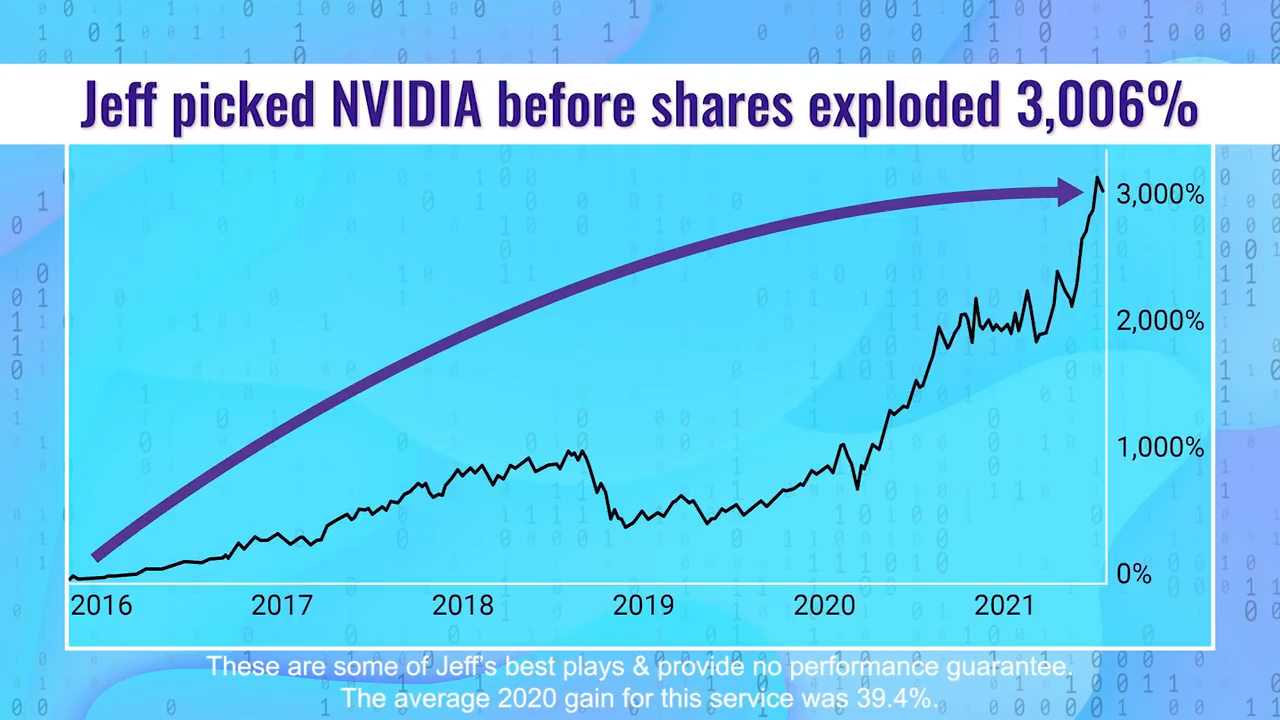 Jeff picked NVIDIA before shares exploded 3,006%
3,000%
2,000%
1,000%
0%
2016 2017 2018 2019 2020 2021
These are some of Jeff's best plays & provide no performance guarantee.
The average 2020 gain for this service was 39.4%.